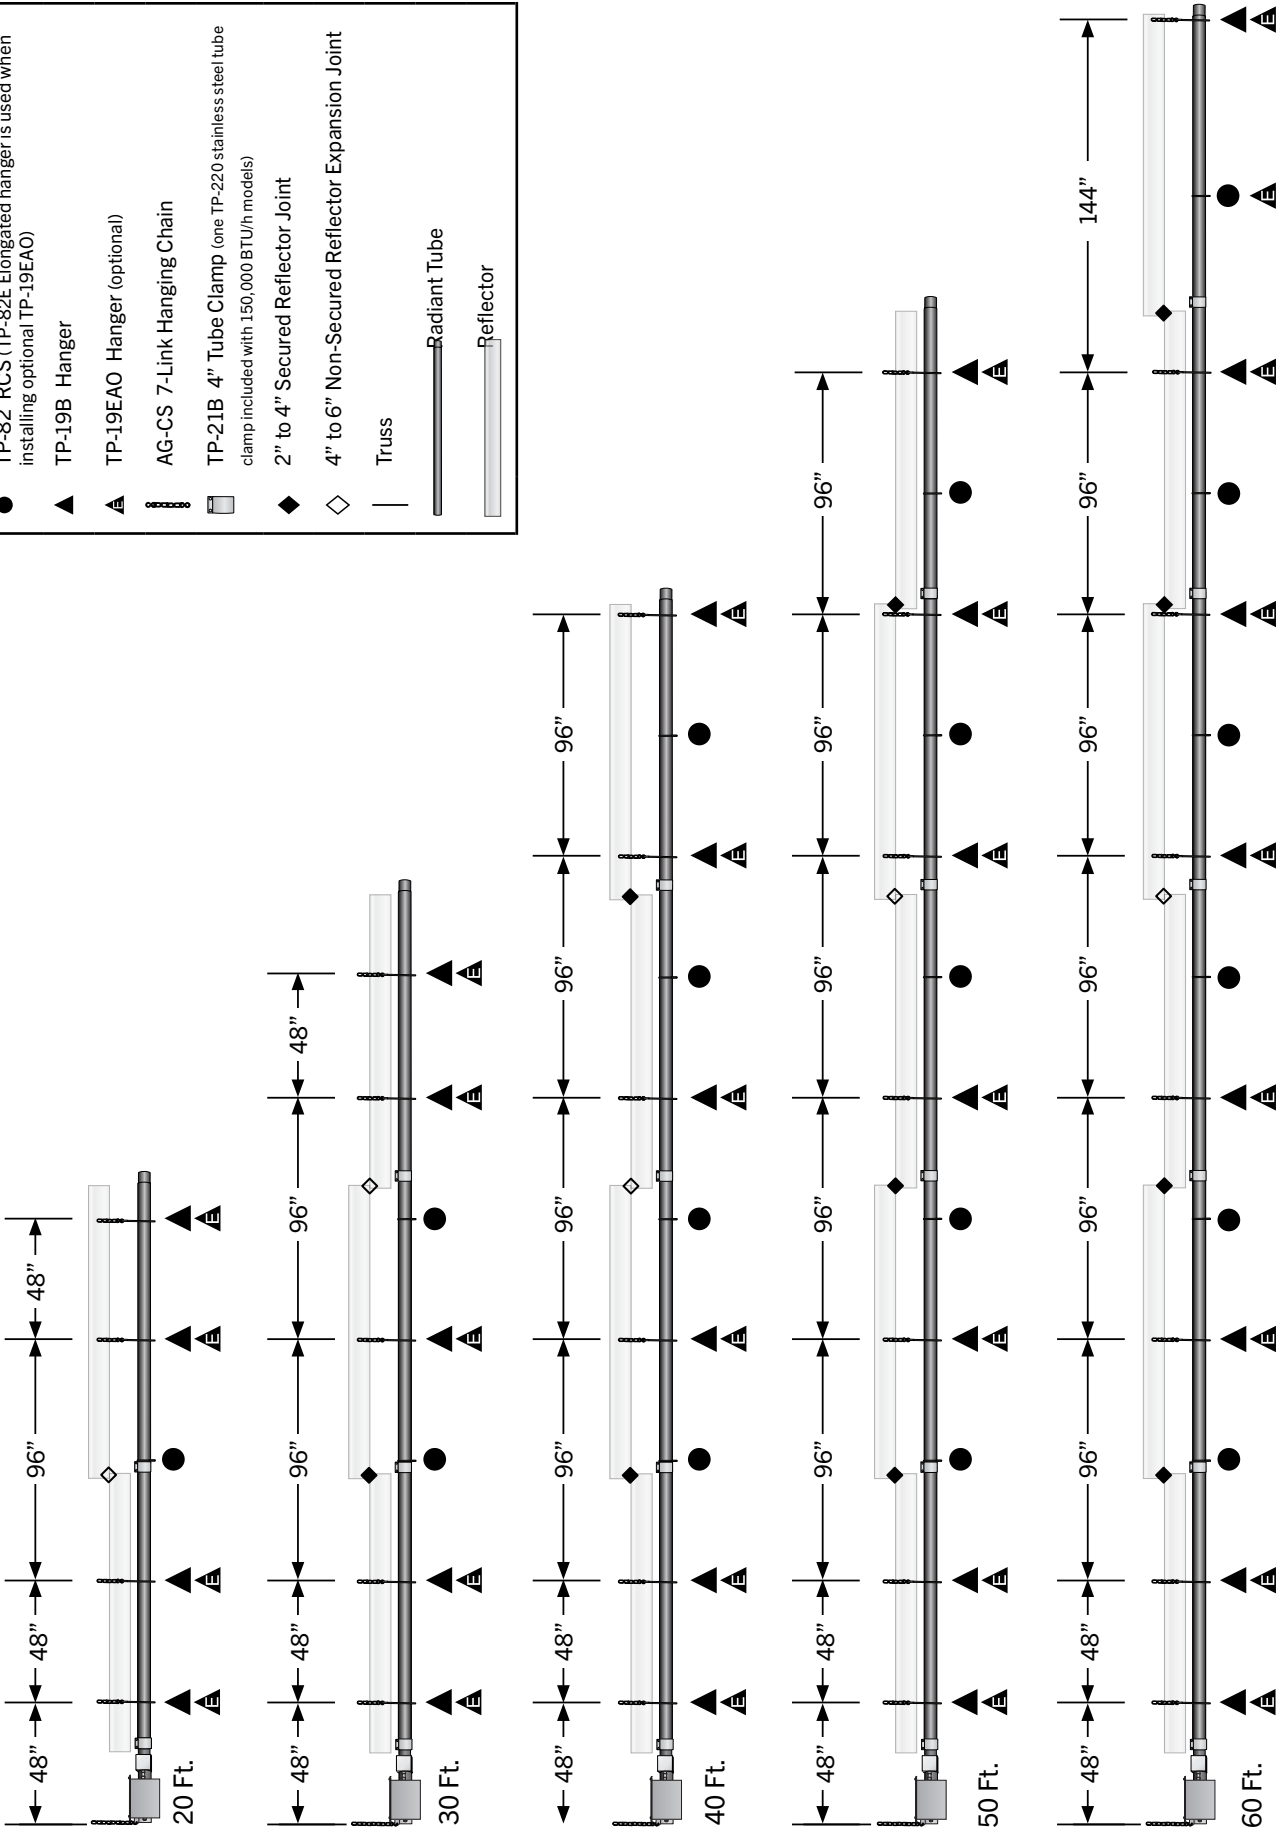 TP-82 RCS (TP-82E Elongated hanger is used when
installing optional TP-19EAO)
TP-19B Hanger
E TP-19EAO Hanger (optional)
AG-CS 7-Link Hanging Chain
TP-21B 4” Tube Clamp (one TP-220 stainless steel tube
clamp included with 150,000 BTU/h models)
2” to 4” Secured Reflector Joint
4” to 6” Non-Secured Reflector Expansion Joint
Truss
Radiant Tube
Reflector
48” 48” 96” 48”
20 Ft.
E E E E
48” 48” 96” 96” 48”
30 Ft.
E E E E E
48” 48” 96” 96” 96” 96”
40 Ft.
E E E E E E
48” 48” 96” 96” 96” 96” 96”
50 Ft.
E E E E E E E
48” 48” 96” 96” 96” 96” 96” 144”
60 Ft.
E E E E E E E E E